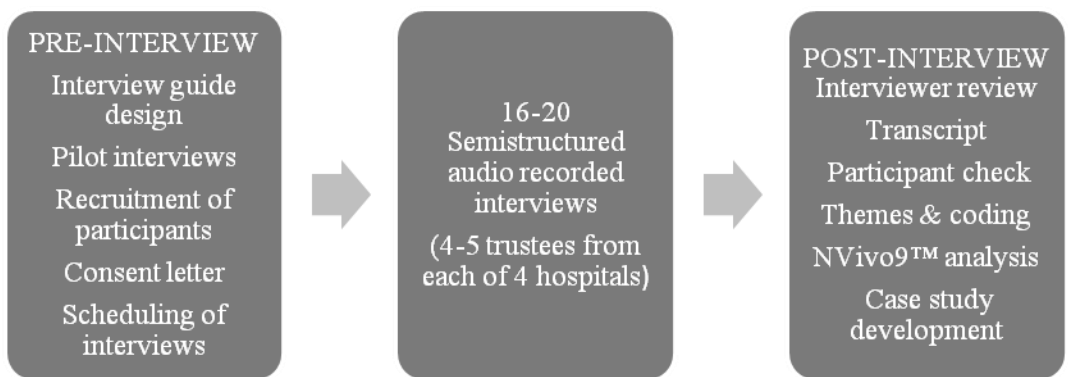 PRE-INTERVIEW
Interview guide
design
Pilot interviews
Recruitment of
participants
Consent letter
Scheduling of
interviews
16-20
Semistructured
audio recorded
interviews
(4-5 trustees from
each of 4 hospitals)
POST-INTERVIEW
Interviewer review
Transcript
Participant check
Themes & coding
NVivo9™ analysis
Case study
development